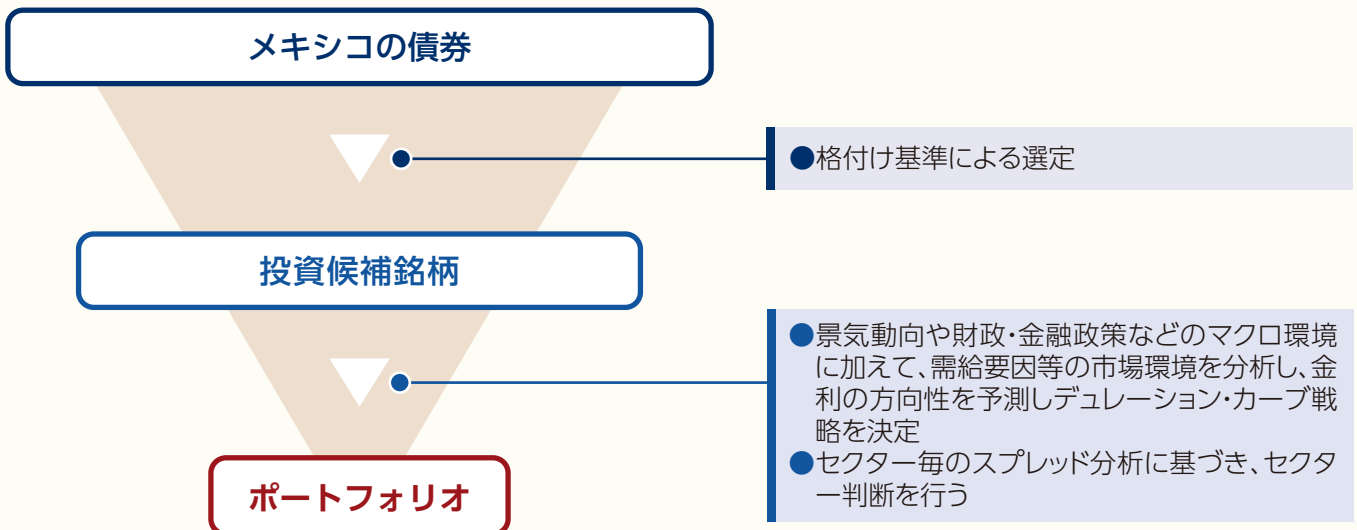 メキシコの債券
●格付け基準による選定
投資候補銘柄
●景気動向や財政・金融政策などのマクロ環境
に加えて、需給要因等の市場環境を分析し、金
利の方向性を予測しデュレーション・カーブ戦
略を決定
●セクター毎のスプレッド分析に基づき、セクタ
ー判断を行う
ポートフォリオ